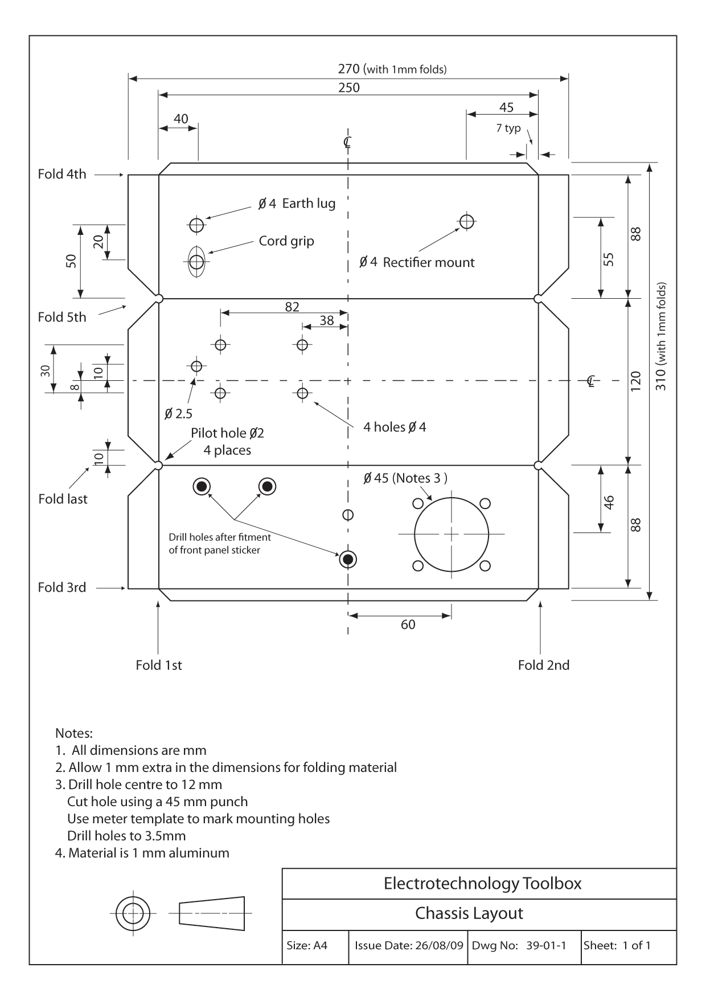 270 (with 1mm folds)
250
45
40
7 typ
℄
Fold 4th
Ø 4 Earth lug
Cord grip
Ø 4 Rectifier mount
20
50
55
88
310 (with 1mm folds)
Fold 5th
82
38
30
10
8
℄
120
Ø 2.5
4 holes Ø 4
Pilot hole Ø2
4 places
10
Ø 45 (Notes 3 )
Fold last
46
88
Drill holes after fitment
of front panel sticker
Fold 3rd
60
Fold 1st
Fold 2nd
Notes:
1. All dimensions are mm
2. Allow 1 mm extra in the dimensions for folding material
3. Drill hole centre to 12 mm
Cut hole using a 45 mm punch
Use meter template to mark mounting holes
Drill holes to 3.5mm
4. Material is 1 mm aluminum
Electrotechnology Toolbox
Chassis Layout
Size: A4 Issue Date: 26/08/09 Dwg No: 39-01-1 Sheet: 1 of 1